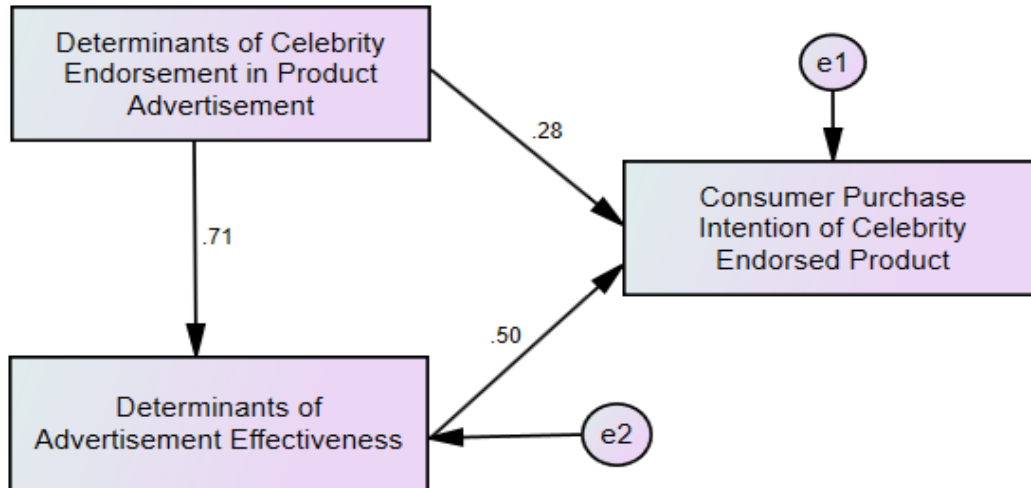 Determinants of Celebrity
Endorsement in Product
Advertisement
e1
.28
Consumer Purchase
Intention of Celebrity
Endorsed Product
.71
.50
Determinants of
Advertisement Effectiveness
e2